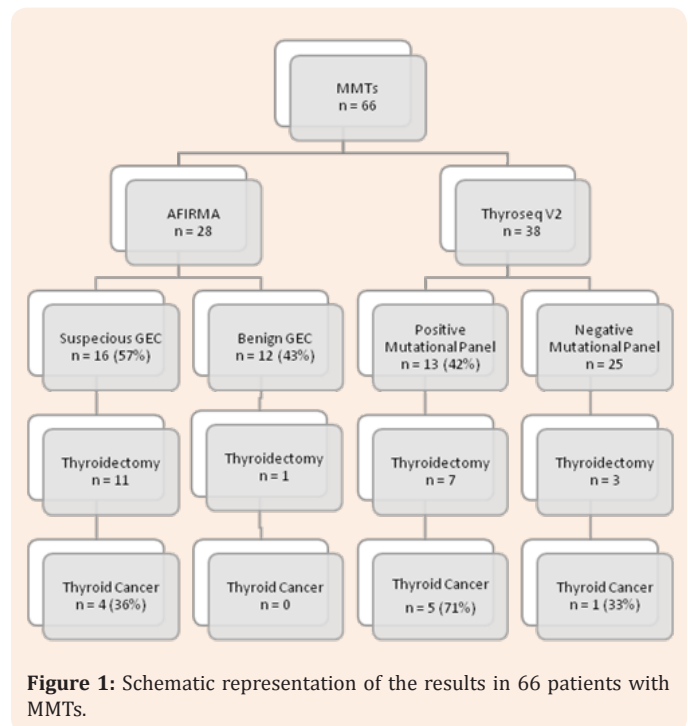 MMTs
n = 66
AFIRMA
n = 28
Thyroseq V2
n = 38
Suspecious GEC
n = 16 (57%)
Benign GEC
n = 12 (43%)
Positive
Mutational Panel
n = 13 (42%)
Negative
Mutational Panel
n = 25
Thyroidectomy
n = 11
Thyroidectomy
n = 1
Thyroidectomy
n = 7
Thyroidectomy
n = 3
Thyroid Cancer
n = 4 (36%)
Thyroid Cancer
n = 0
Thyroid Cancer
n = 5 (71%)
Thyroid Cancer
n = 1 (33%)
Figure 1: Schematic representation of the results in 66 patients with
MMTs.